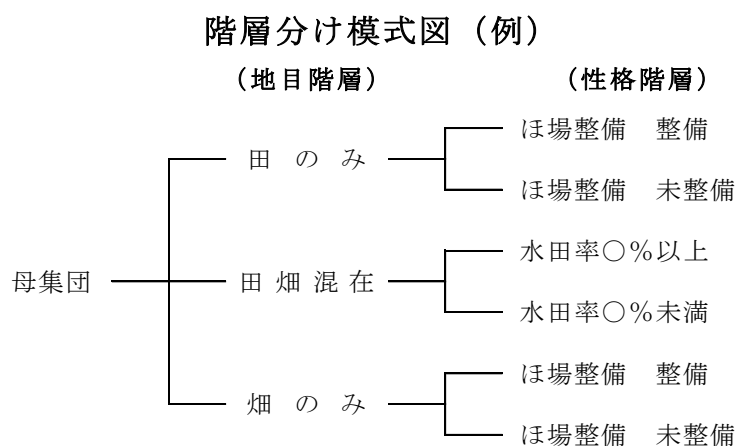 階層分け模式図（例）
（地目階層）　（性格階層）
ほ場整備　整備
田のみ
ほ場整備　未整備
水田率○％以上
母集団　田畑混在
水田率○％未満
ほ場整備　整備
畑のみ
ほ場整備　未整備